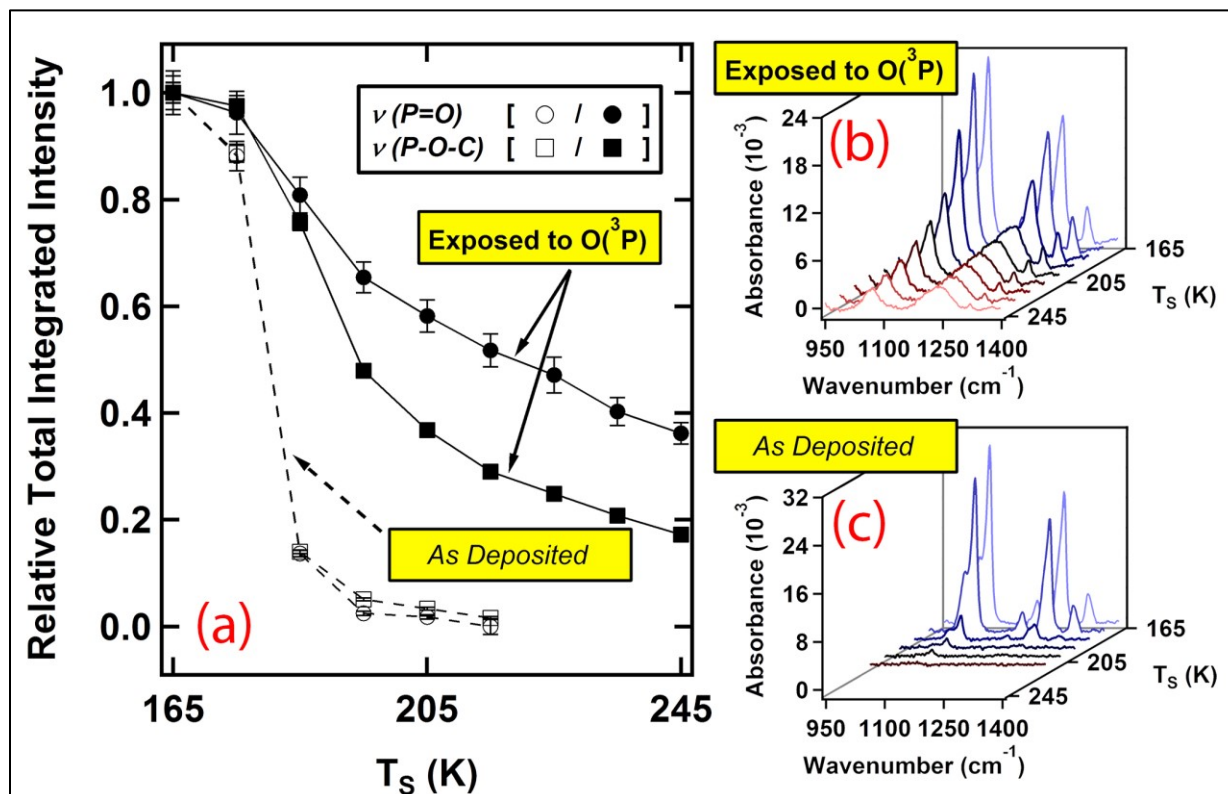 Relative Total Integrated Intensity
1.0
0.8
0.6
0.4
0.2
0.0
165
205
245
T_S (K)
ν (P=O) [ ○ / ● ]
ν (P-O-C) [ □ / ■ ]
Exposed to O(³P)
As Deposited
(a)
Exposed to O(³P)
(b)
Absorbance (10⁻³)
24
18
12
6
0
950
1100
1250
1400
Wavenumber (cm⁻¹)
165
205
245
T_S (K)
As Deposited
(c)
Absorbance (10⁻³)
32
24
16
8
0
950
1100
1250
1400
Wavenumber (cm⁻¹)
165
205
245
T_S (K)